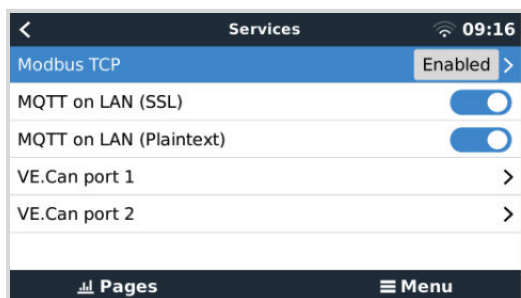 Services 09:16
Modbus TCP Enabled
MQTT on LAN (SSL)
MQTT on LAN (Plaintext)
VE.Can port 1
VE.Can port 2
Pages Menu